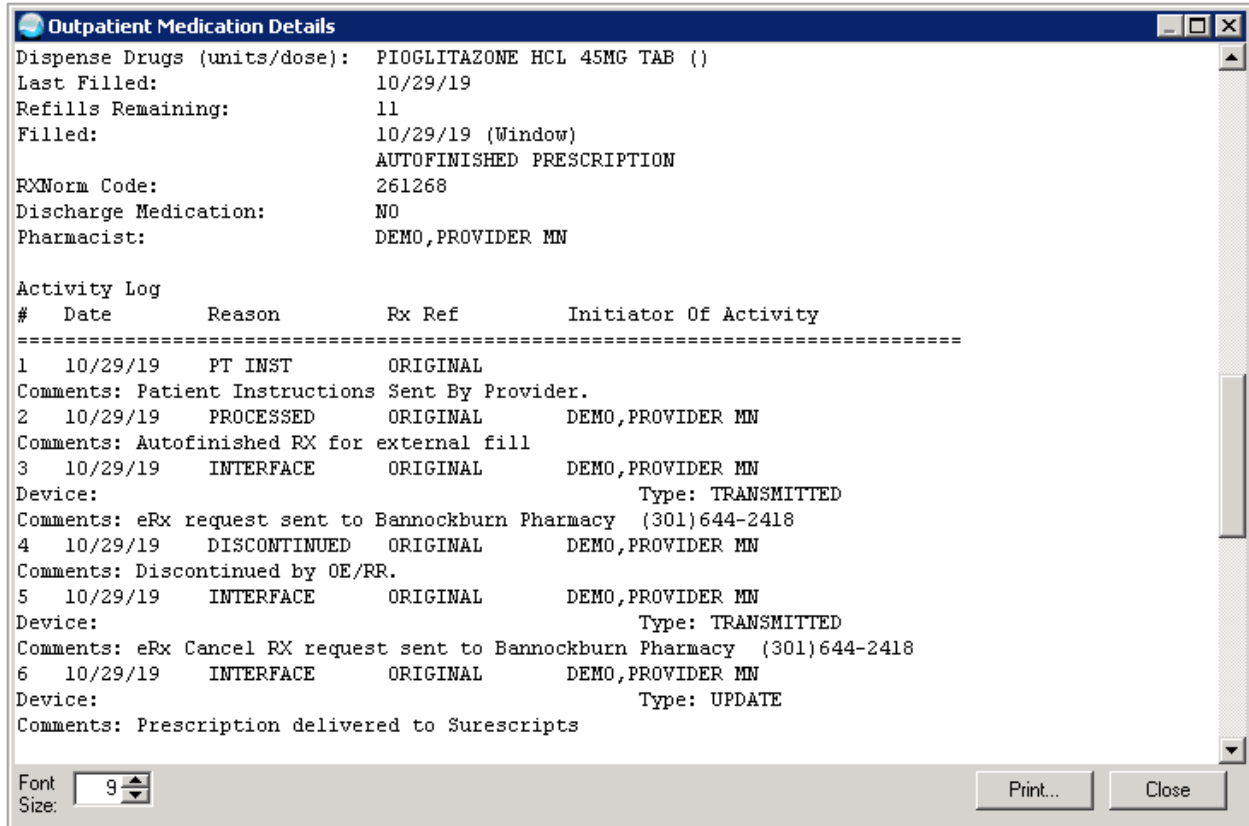 Outpatient Medication Details
Dispense Drugs (units/dose): PIOGLITAZONE HCL 45MG TAB ()
Last Filled: 10/29/19
Refills Remaining: 11
Filled: 10/29/19 (Window)
AUTOFINISHED PRESCRIPTION
RXNorm Code: 261268
Discharge Medication: NO
Pharmacist: DEMO,PROVIDER MN
Activity Log
# Date Reason Rx Ref Initiator Of Activity
===============================================================================
1 10/29/19 PT INST ORIGINAL
Comments: Patient Instructions Sent By Provider.
2 10/29/19 PROCESSED ORIGINAL DEMO,PROVIDER MN
Comments: Autofinished RX for external fill
3 10/29/19 INTERFACE ORIGINAL DEMO,PROVIDER MN
Device: Type: TRANSMITTED
Comments: eRx request sent to Bannockburn Pharmacy (301)644-2418
4 10/29/19 DISCONTINUED ORIGINAL DEMO,PROVIDER MN
Comments: Discontinued by OE/RR.
5 10/29/19 INTERFACE ORIGINAL DEMO,PROVIDER MN
Device: Type: TRANSMITTED
Comments: eRx Cancel RX request sent to Bannockburn Pharmacy (301)644-2418
6 10/29/19 INTERFACE ORIGINAL DEMO,PROVIDER MN
Device: Type: UPDATE
Comments: Prescription delivered to Surescripts
Font Size: 9 Print... Close